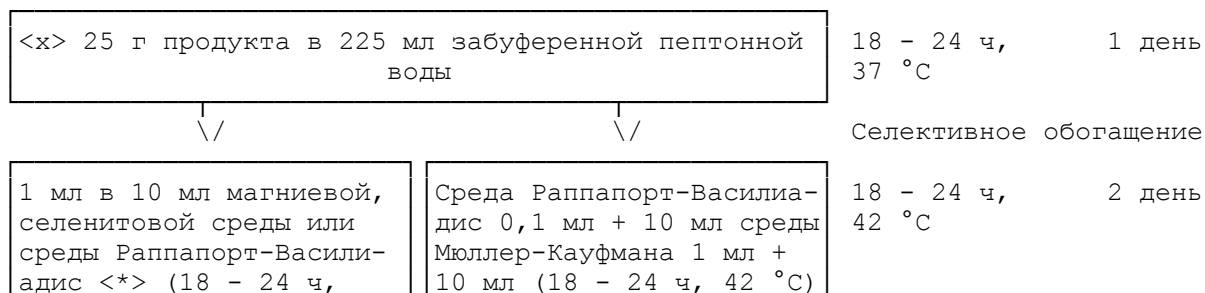 <x> 25 г продукта в 225 мл забуференной пептонной 18 - 24 ч, 1 день
воды 37 °C
\/ \/ Селективное обогащение
1 мл в 10 мл магниевой, Среда Раппапорт-Василиа- 18 - 24 ч, 2 день
селенитовой среды или дис 0,1 мл + 10 мл среды 42 °C
среды Раппапорт-Васили- Мюллер-Кауфмана 1 мл +
адис <*> (18 - 24 ч, 10 мл (18 - 24 ч, 42 °C)